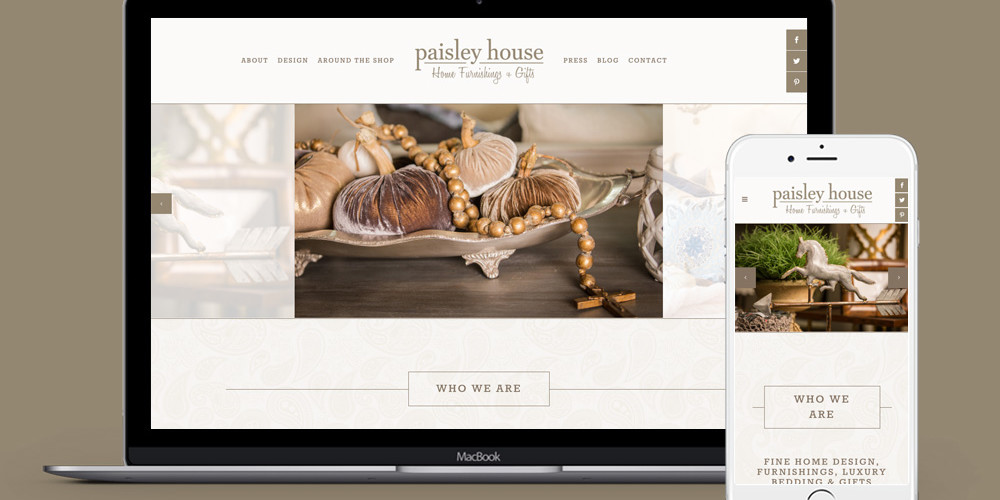 ABOUT DESIGN AROUND THE SHOP
paisley house
Home Furnishings + Gifts
PRESS BLOG CONTACT
WHO WE ARE
MacBook
paisley house
Home Furnishings + Gifts
WHO WE
ARE
FINE HOME DESIGN,
FURNISHINGS, LUXURY
BEDDING & GIFTS